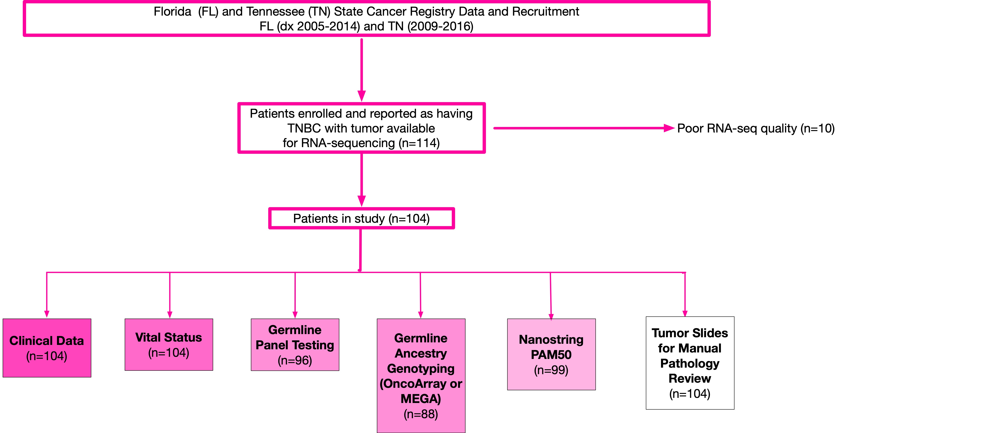 Florida (FL) and Tennessee (TN) State Cancer Registry Data and Recruitment
FL (dx 2005-2014) and TN (2009-2016)
Patients enrolled and reported as having
TNBC with tumor available
for RNA-sequencing (n=114)
Poor RNA-seq quality (n=10)
Patients in study (n=104)
Clinical Data
(n=104)
Vital Status
(n=104)
Germline
Panel Testing
(n=96)
Germline
Ancestry
Genotyping
(OncoArray or
MEGA)
(n=88)
Nanostring
PAM50
(n=99)
Tumor Slides
for Manual
Pathology
Review
(n=104)